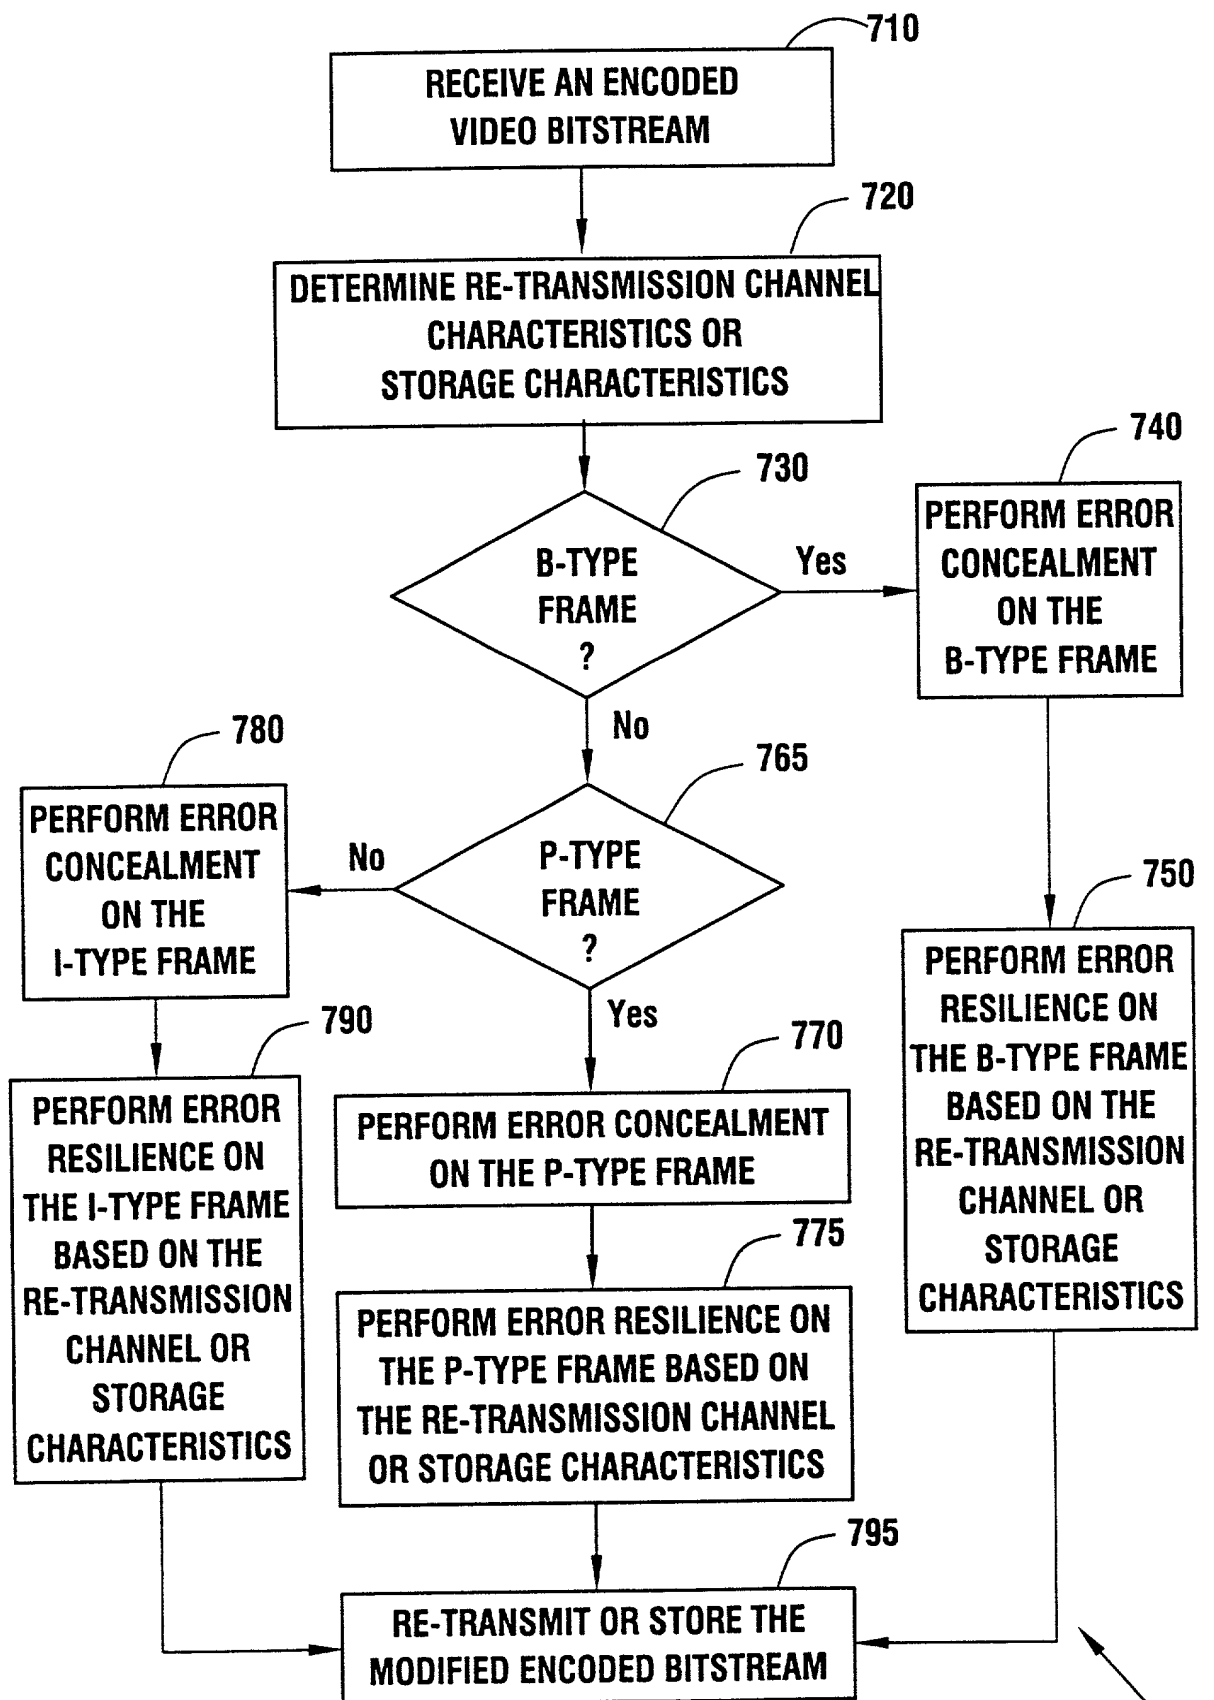 710
RECEIVE AN ENCODED
VIDEO BITSTREAM
720
DETERMINE RE-TRANSMISSION CHANNEL
CHARACTERISTICS OR
STORAGE CHARACTERISTICS
730
B-TYPE
FRAME
?
Yes
No
740
PERFORM ERROR
CONCEALMENT
ON THE
B-TYPE FRAME
750
PERFORM ERROR
RESILIENCE ON
THE B-TYPE FRAME
BASED ON THE
RE-TRANSMISSION
CHANNEL OR
STORAGE
CHARACTERISTICS
765
P-TYPE
FRAME
?
No
Yes
780
PERFORM ERROR
CONCEALMENT
ON THE
I-TYPE FRAME
790
PERFORM ERROR
RESILIENCE ON
THE I-TYPE FRAME
BASED ON THE
RE-TRANSMISSION
CHANNEL OR
STORAGE
CHARACTERISTICS
770
PERFORM ERROR CONCEALMENT
ON THE P-TYPE FRAME
775
PERFORM ERROR RESILIENCE ON
THE P-TYPE FRAME BASED ON
THE RE-TRANSMISSION CHANNEL
OR STORAGE CHARACTERISTICS
795
RE-TRANSMIT OR STORE THE
MODIFIED ENCODED BITSTREAM